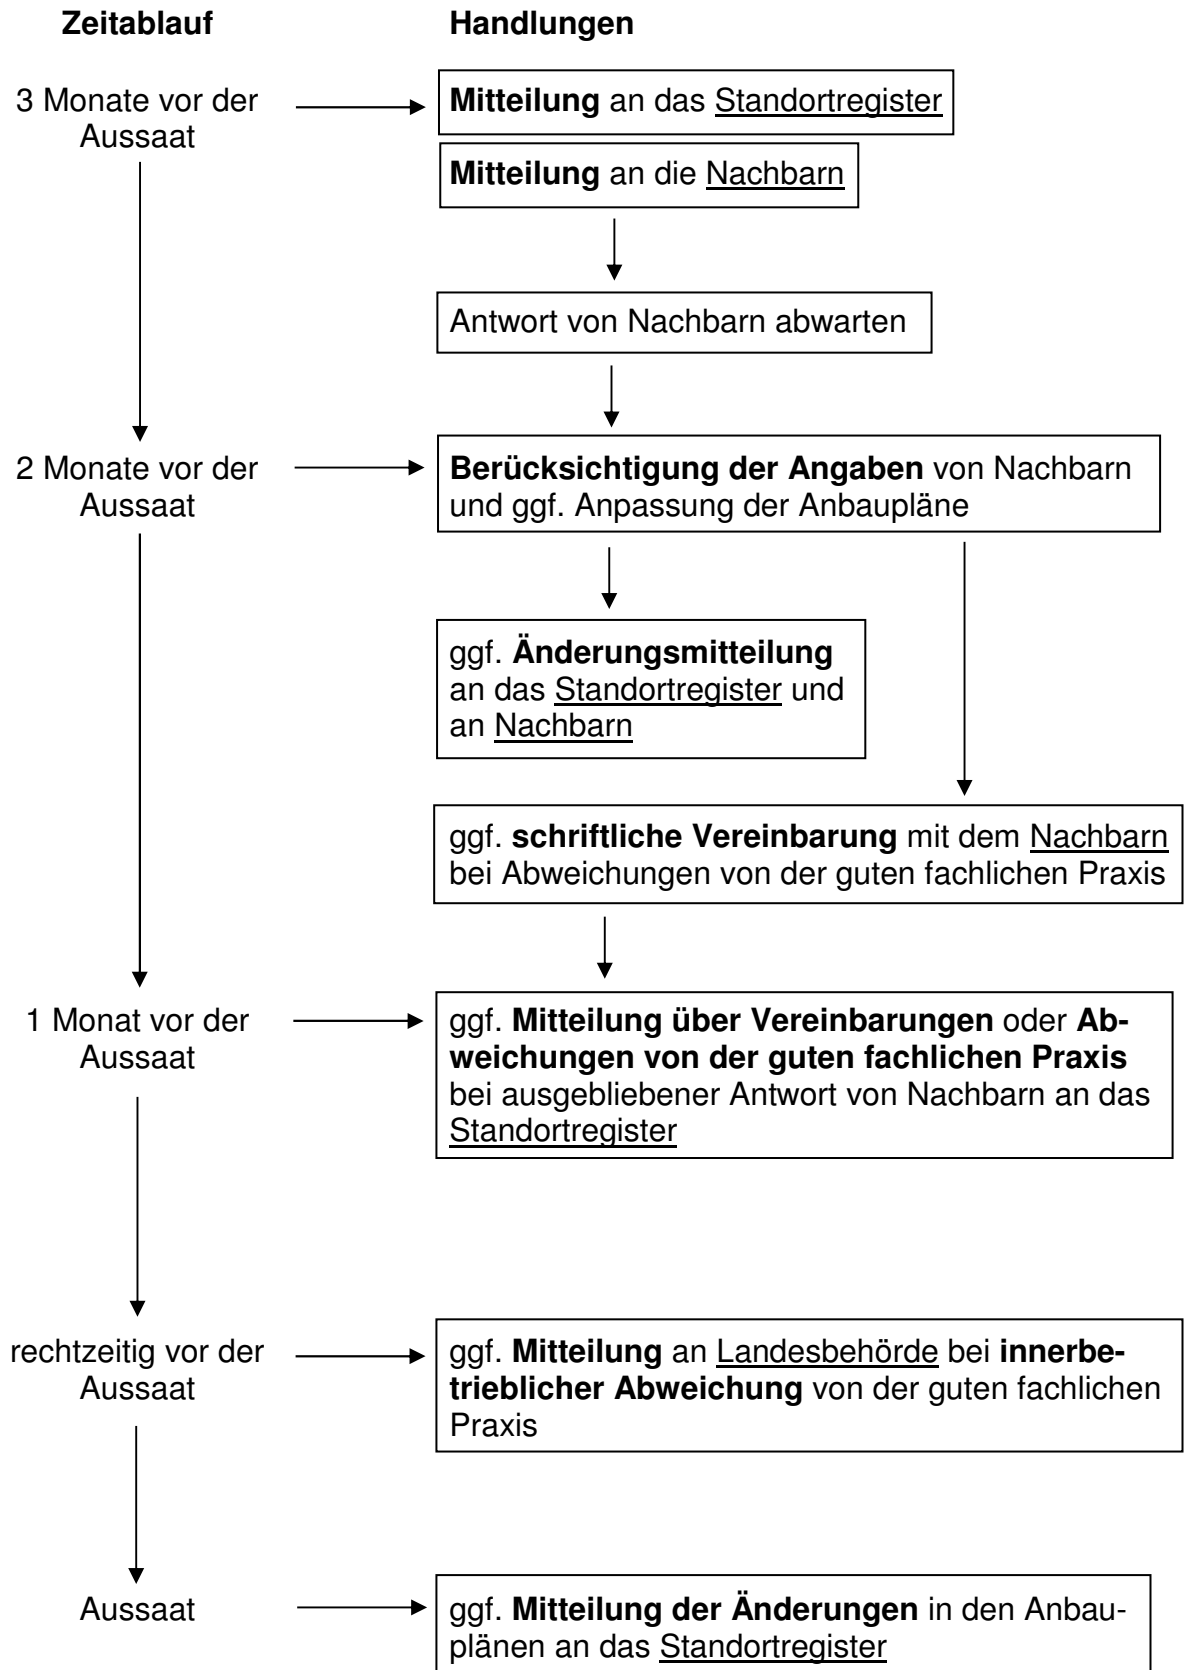 Zeitablauf
Handlungen
3 Monate vor der
Aussaat
Mitteilung an das Standortregister
Mitteilung an die Nachbarn
Antwort von Nachbarn abwarten
2 Monate vor der
Aussaat
Berücksichtigung der Angaben von Nachbarn
und ggf. Anpassung der Anbaupläne
ggf. Änderungsmitteilung
an das Standortregister und
an Nachbarn
ggf. schriftliche Vereinbarung mit dem Nachbarn
bei Abweichungen von der guten fachlichen Praxis
1 Monat vor der
Aussaat
ggf. Mitteilung über Vereinbarungen oder Ab-
weichungen von der guten fachlichen Praxis
bei ausgebliebener Antwort von Nachbarn an das
Standortregister
rechtzeitig vor der
Aussaat
ggf. Mitteilung an Landesbehörde bei innerbe-
trieblicher Abweichung von der guten fachlichen
Praxis
Aussaat
ggf. Mitteilung der Änderungen in den Anbau-
plänen an das Standortregister